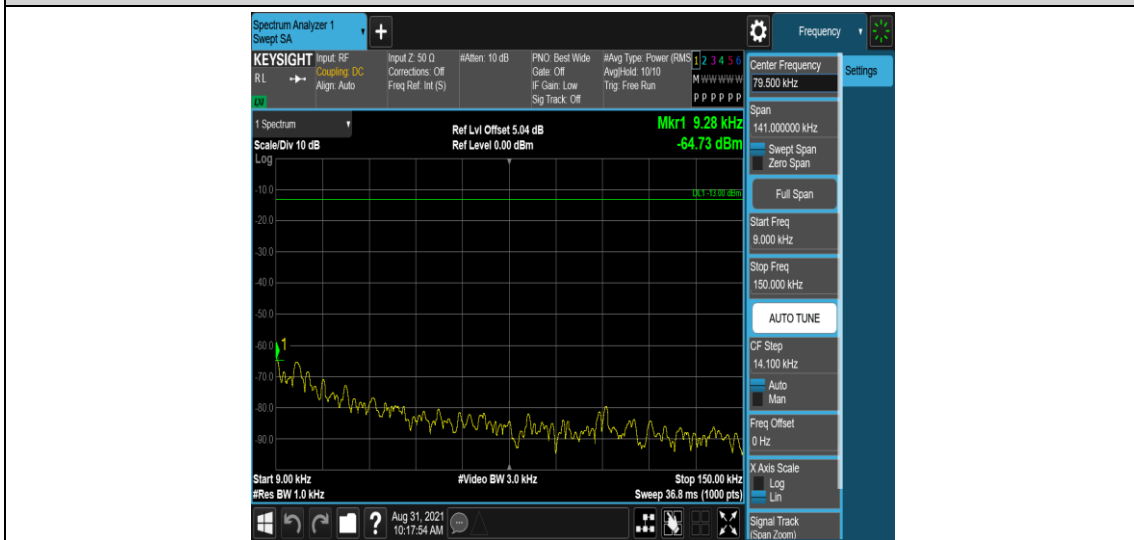 Spectrum Analyzer 1
Swept SA
+
Frequency
KEYSIGHT
RL
LXI
Input: RF
Coupling: DC
Align: Auto
Input Z: 50 Ω
Corrections: Off
Freq Ref: Int (S)
#Atten: 10 dB
PNO: Best Wide
Gate: Off
IF Gain: Low
Sig Track: Off
#Avg Type: Power (RMS
Avg|Hold: 10/10
Trig: Free Run
1 2 3 4 5 6
M W W W W W
P P P P P P
1 Spectrum
Scale/Div 10 dB
Log
Ref Lvl Offset 5.04 dB
Ref Level 0.00 dBm
Mkr1 9.28 kHz
-64.73 dBm
DL1 -13.00 dBm
-10.0
-20.0
-30.0
-40.0
-50.0
-60.0
1
-70.0
-80.0
-90.0
Start 9.00 kHz
#Res BW 1.0 kHz
#Video BW 3.0 kHz
Stop 150.00 kHz
Sweep 36.8 ms (1000 pts)
Center Frequency
79.500 kHz
Settings
Span
141.000000 kHz
Swept Span
Zero Span
Full Span
Start Freq
9.000 kHz
Stop Freq
150.000 kHz
AUTO TUNE
CF Step
14.100 kHz
Auto
Man
Freq Offset
0 Hz
X Axis Scale
Log
Lin
Signal Track
(Span Zoom)
?
Aug 31, 2021
10:17:54 AM